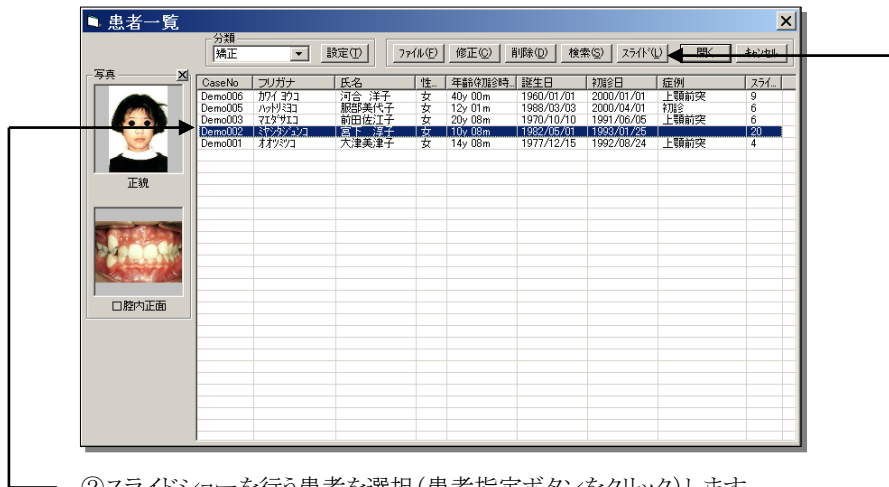 患者一覧
分類
矯正 設定(T) ファイル(F) 修正(C) 削除(D) 検索(S) スライド(L) 開く キャンセル
写真
CaseNo フリガナ 氏名 性... 年齢(初診時... 誕生日 初診日 症例 スライ...
Demo006 カワイ ヨウコ 河合 洋子 女 40y 00m 1960/01/01 2000/01/01 上顎前突 9
Demo005 ハットリミヨコ 服部美代子 女 12y 01m 1988/03/03 2000/04/01 初診 6
Demo003 マエダサエコ 前田佐江子 女 20y 08m 1970/10/10 1991/06/05 上顎前突 6
Demo002 ミヤシタジュンコ 宮下 淳子 女 10y 08m 1982/05/01 1993/01/25 20
Demo001 オオツミツコ 大津美津子 女 14y 08m 1977/12/15 1992/08/24 上顎前突 4
正貌
口腔内正面
②スライドショーを行う患者を選択(患者指定ボタンをクリック)します